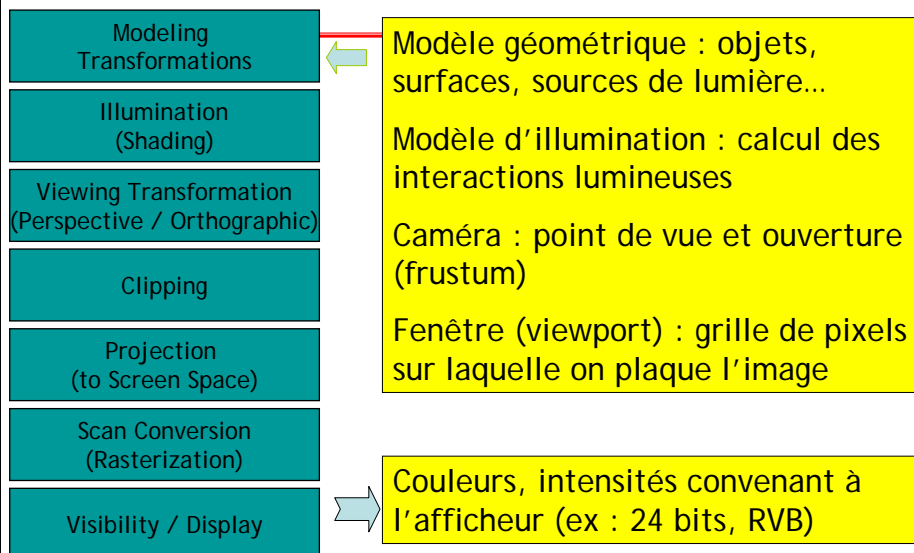 Modeling
Transformations
Illumination
(Shading)
Viewing Transformation
(Perspective / Orthographic)
Clipping
Projection
(to Screen Space)
Scan Conversion
(Rasterization)
Visibility / Display
Modèle géométrique : objets,
surfaces, sources de lumière…
Modèle d’illumination : calcul des
interactions lumineuses
Caméra : point de vue et ouverture
(frustum)
Fenêtre (viewport) : grille de pixels
sur laquelle on plaque l’image
Couleurs, intensités convenant à
l’afficheur (ex : 24 bits, RVB)